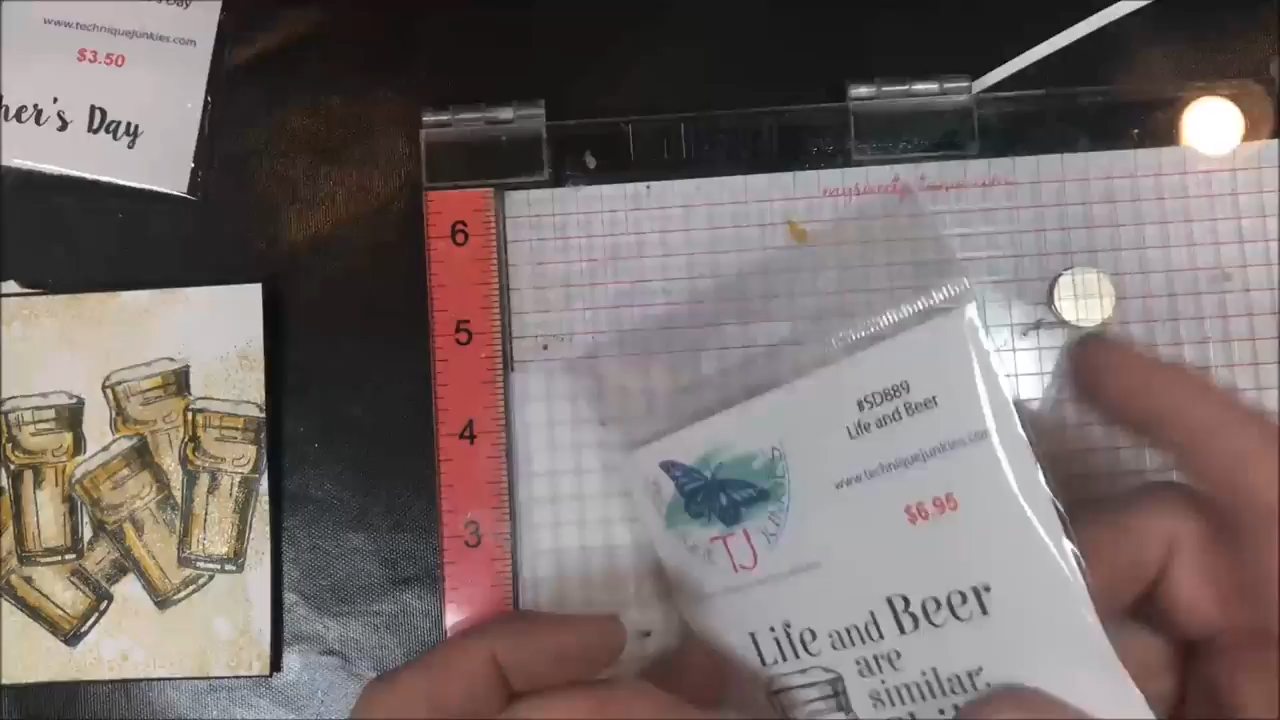 www.techniquejunkies.com
$3.50
her's Day
6
5
4
3
#SD889
Life and Beer
www.techniquejunkies.com
$6.95
TJ
Life and Beer
are
similar.